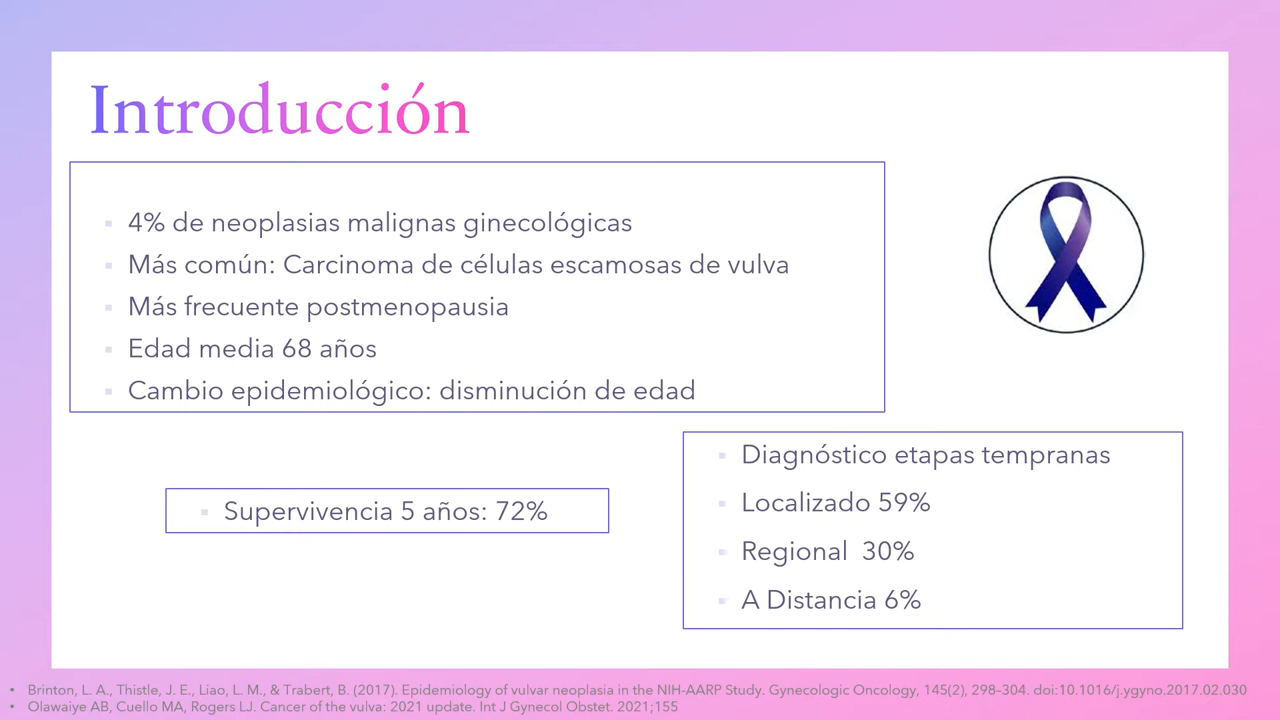 Introducción
4% de neoplasias malignas ginecológicas
Más común: Carcinoma de células escamosas de vulva
Más frecuente postmenopausia
Edad media 68 años
Cambio epidemiológico: disminución de edad
Supervivencia 5 años: 72%
Diagnóstico etapas tempranas
Localizado 59%
Regional 30%
A Distancia 6%
• Brinton, L. A., Thistle, J. E., Liao, L. M., & Trabert, B. (2017). Epidemiology of vulvar neoplasia in the NIH-AARP Study. Gynecologic Oncology, 145(2), 298–304. doi:10.1016/j.ygyno.2017.02.030
• Olawaiye AB, Cuello MA, Rogers LJ. Cancer of the vulva: 2021 update. Int J Gynecol Obstet. 2021;155